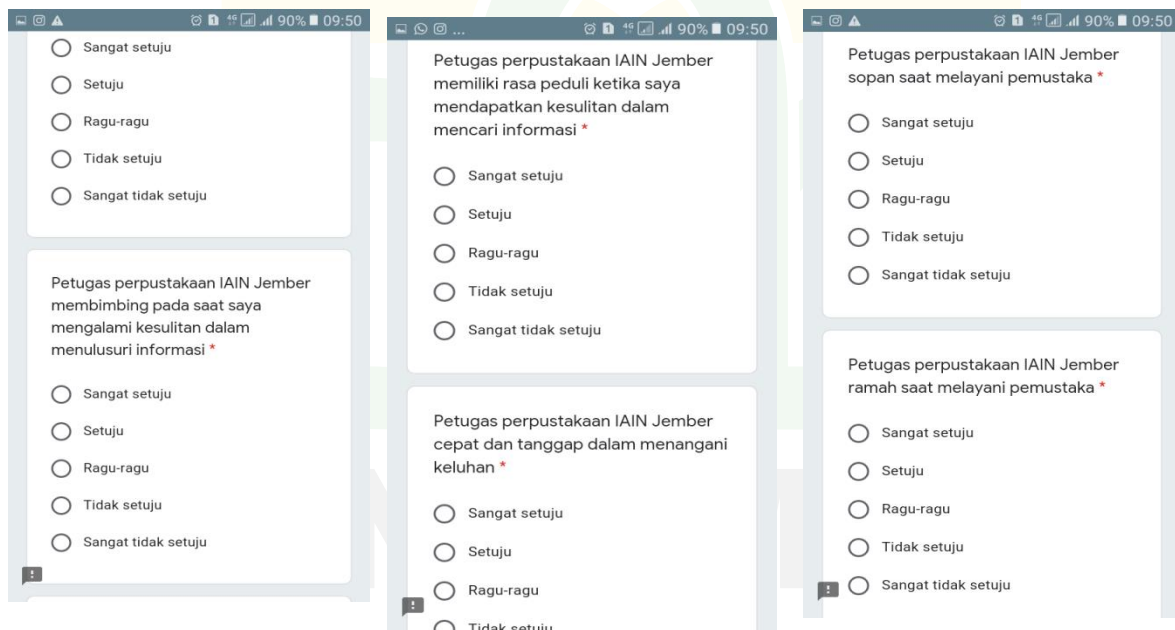 90% 09:50
Sangat setuju
Setuju
Ragu-ragu
Tidak setuju
Sangat tidak setuju
Petugas perpustakaan IAIN Jember
membimbing pada saat saya
mengalami kesulitan dalam
menulusuri informasi *
Sangat setuju
Setuju
Ragu-ragu
Tidak setuju
Sangat tidak setuju
... 90% 09:50
Petugas perpustakaan IAIN Jember
memiliki rasa peduli ketika saya
mendapatkan kesulitan dalam
mencari informasi *
Sangat setuju
Setuju
Ragu-ragu
Tidak setuju
Sangat tidak setuju
Petugas perpustakaan IAIN Jember
cepat dan tanggap dalam menangani
keluhan *
Sangat setuju
Setuju
Ragu-ragu
Tidak setuju
90% 09:50
Petugas perpustakaan IAIN Jember
sopan saat melayani pemustaka *
Sangat setuju
Setuju
Ragu-ragu
Tidak setuju
Sangat tidak setuju
Petugas perpustakaan IAIN Jember
ramah saat melayani pemustaka *
Sangat setuju
Setuju
Ragu-ragu
Tidak setuju
Sangat tidak setuju